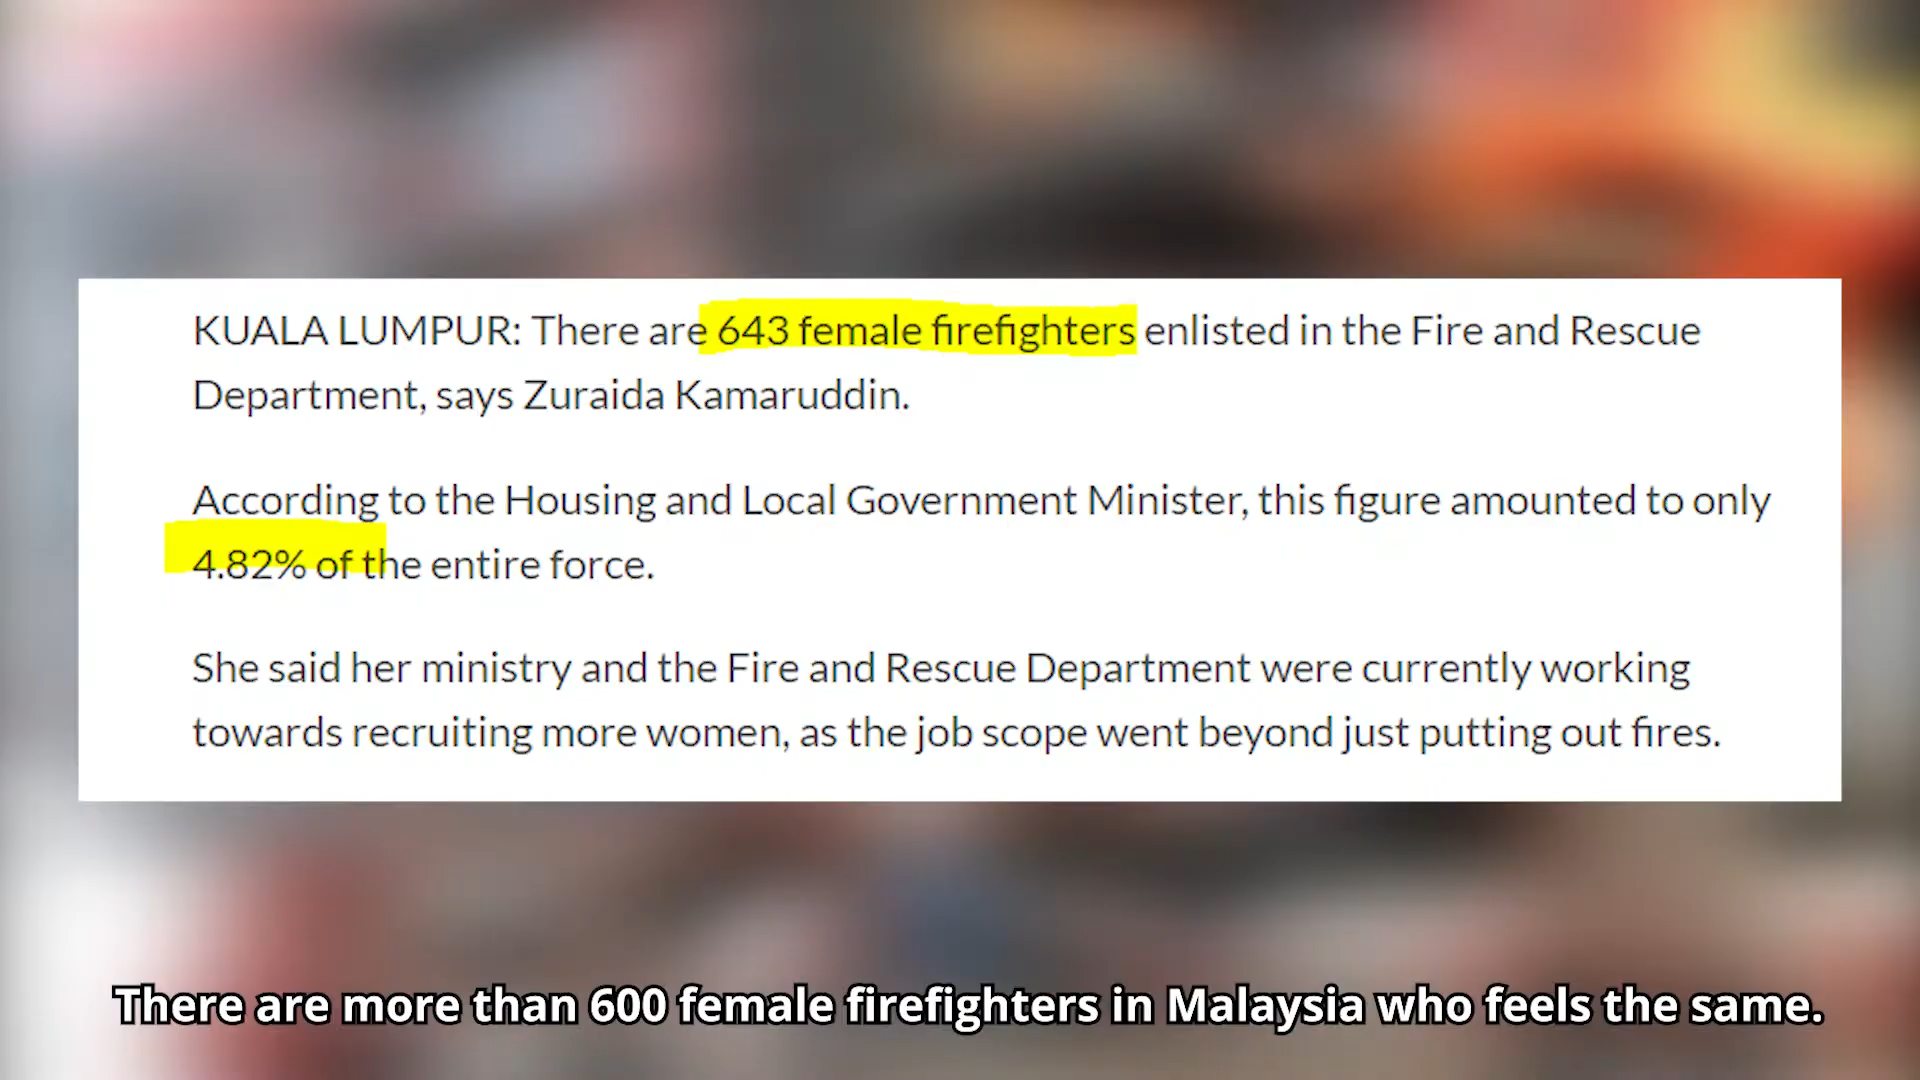 KUALA LUMPUR: There are 643 female firefighters enlisted in the Fire and Rescue
Department, says Zuraida Kamaruddin.
According to the Housing and Local Government Minister, this figure amounted to only
4.82% of the entire force.
She said her ministry and the Fire and Rescue Department were currently working
towards recruiting more women, as the job scope went beyond just putting out fires.
There are more than 600 female firefighters in Malaysia who feels the same.